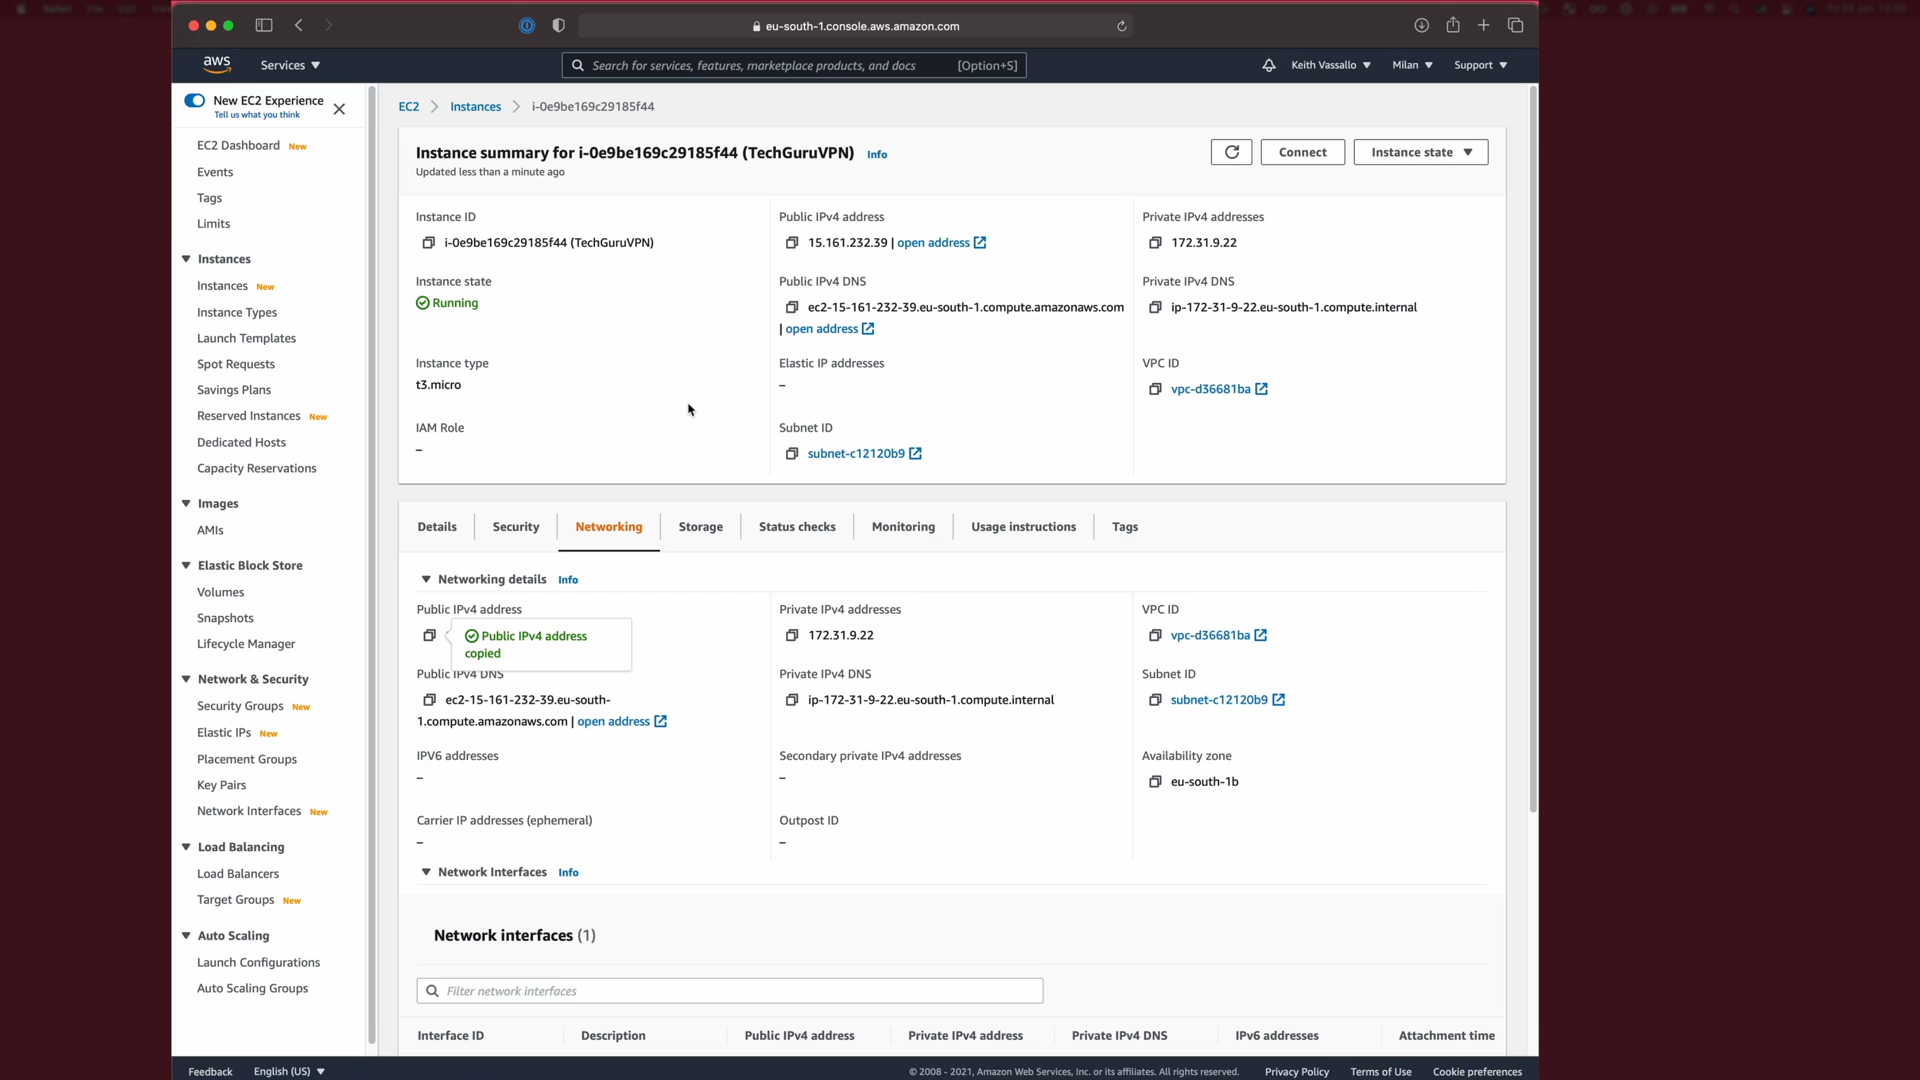 eu-south-1.console.aws.amazon.com
aws
Services
Search for services, features, marketplace products, and docs [Option+S]
Keith Vassallo
Milan
Support
New EC2 Experience
Tell us what you think
EC2 Dashboard New
Events
Tags
Limits
Instances
Instances New
Instance Types
Launch Templates
Spot Requests
Savings Plans
Reserved Instances New
Dedicated Hosts
Capacity Reservations
Images
AMIs
Elastic Block Store
Volumes
Snapshots
Lifecycle Manager
Network & Security
Security Groups New
Elastic IPs New
Placement Groups
Key Pairs
Network Interfaces New
Load Balancing
Load Balancers
Target Groups New
Auto Scaling
Launch Configurations
Auto Scaling Groups
EC2 > Instances > i-0e9be169c29185f44
Instance summary for i-0e9be169c29185f44 (TechGuruVPN) Info
Updated less than a minute ago
Connect
Instance state
Instance ID
i-0e9be169c29185f44 (TechGuruVPN)
Public IPv4 address
15.161.232.39 | open address
Private IPv4 addresses
172.31.9.22
Instance state
Running
Public IPv4 DNS
ec2-15-161-232-39.eu-south-1.compute.amazonaws.com
| open address
Private IPv4 DNS
ip-172-31-9-22.eu-south-1.compute.internal
Instance type
t3.micro
Elastic IP addresses
–
VPC ID
vpc-d36681ba
IAM Role
–
Subnet ID
subnet-c12120b9
Details
Security
Networking
Storage
Status checks
Monitoring
Usage instructions
Tags
Networking details Info
Public IPv4 address
Public IPv4 address
copied
Private IPv4 addresses
172.31.9.22
VPC ID
vpc-d36681ba
Public IPv4 DNS
ec2-15-161-232-39.eu-south-
1.compute.amazonaws.com | open address
Private IPv4 DNS
ip-172-31-9-22.eu-south-1.compute.internal
Subnet ID
subnet-c12120b9
IPV6 addresses
–
Secondary private IPv4 addresses
–
Availability zone
eu-south-1b
Carrier IP addresses (ephemeral)
–
Outpost ID
–
Network Interfaces Info
Network interfaces (1)
Filter network interfaces
Interface ID
Description
Public IPv4 address
Private IPv4 address
Private IPv4 DNS
IPv6 addresses
Attachment time
Feedback
English (US)
© 2008 - 2021, Amazon Web Services, Inc. or its affiliates. All rights reserved.
Privacy Policy
Terms of Use
Cookie preferences